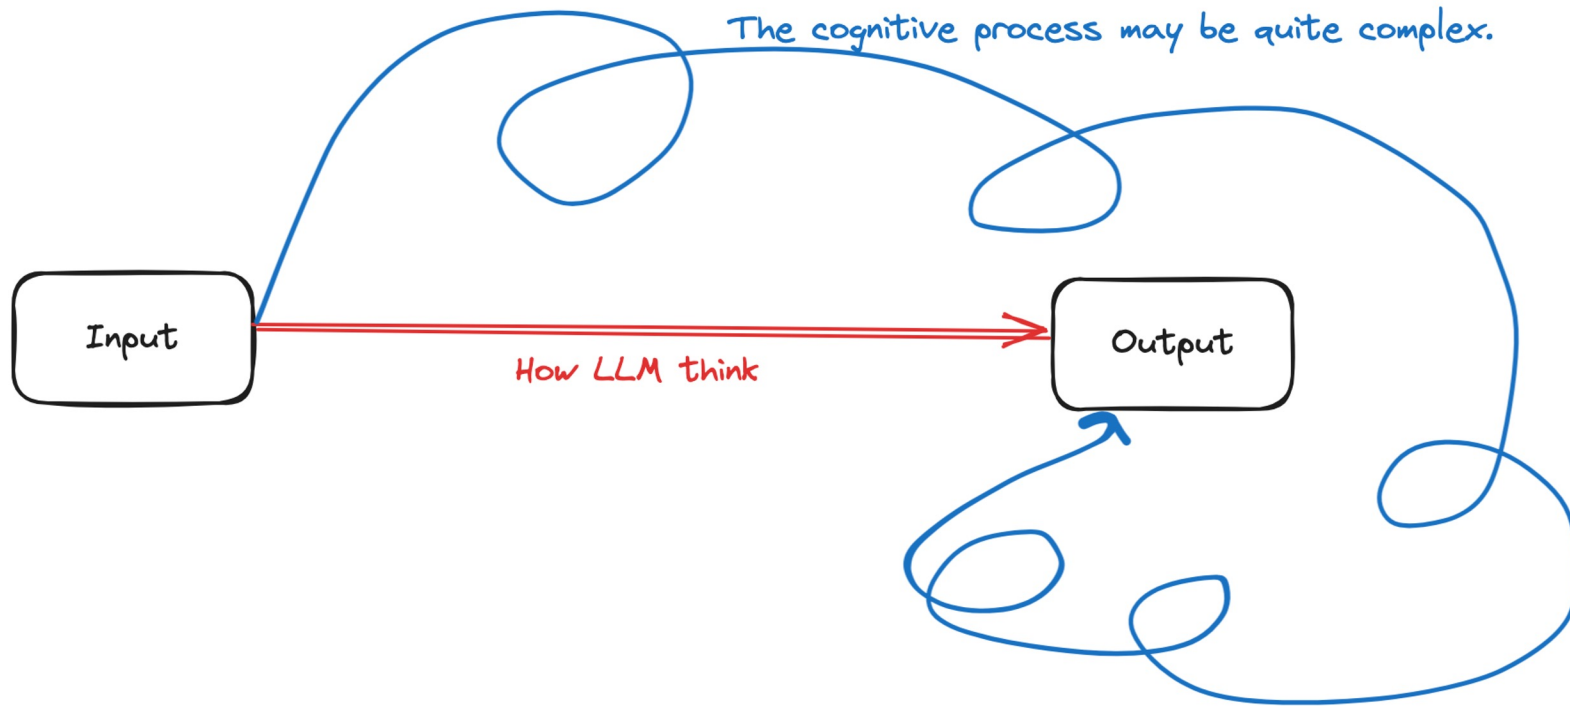 The cognitive process may be quite complex.
Input
How LLM think
Output